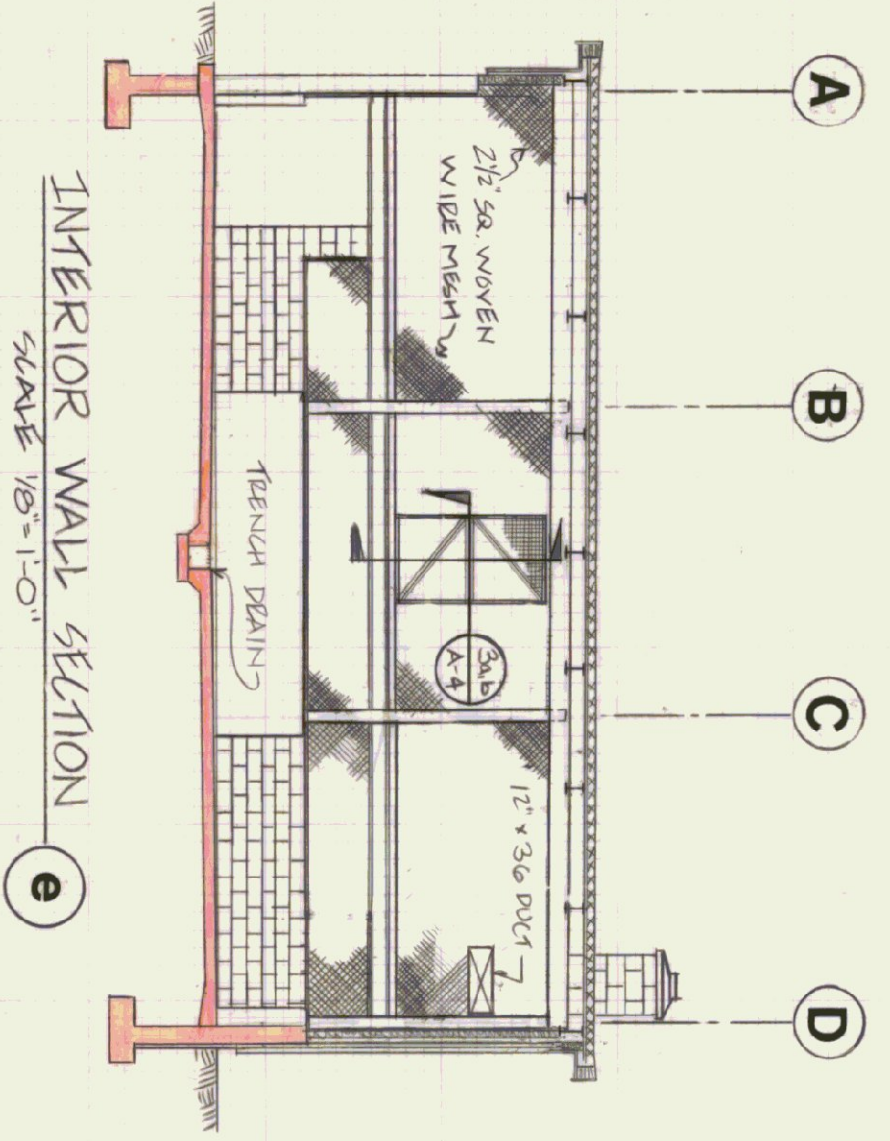 A
B
C
D
2½" SQ. WOVEN
WIRE MESH
3a,b
A-4
12" x 36 DUCT
TRENCH DRAIN
INTERIOR WALL SECTION
SCALE 1/8" = 1'-0"
e